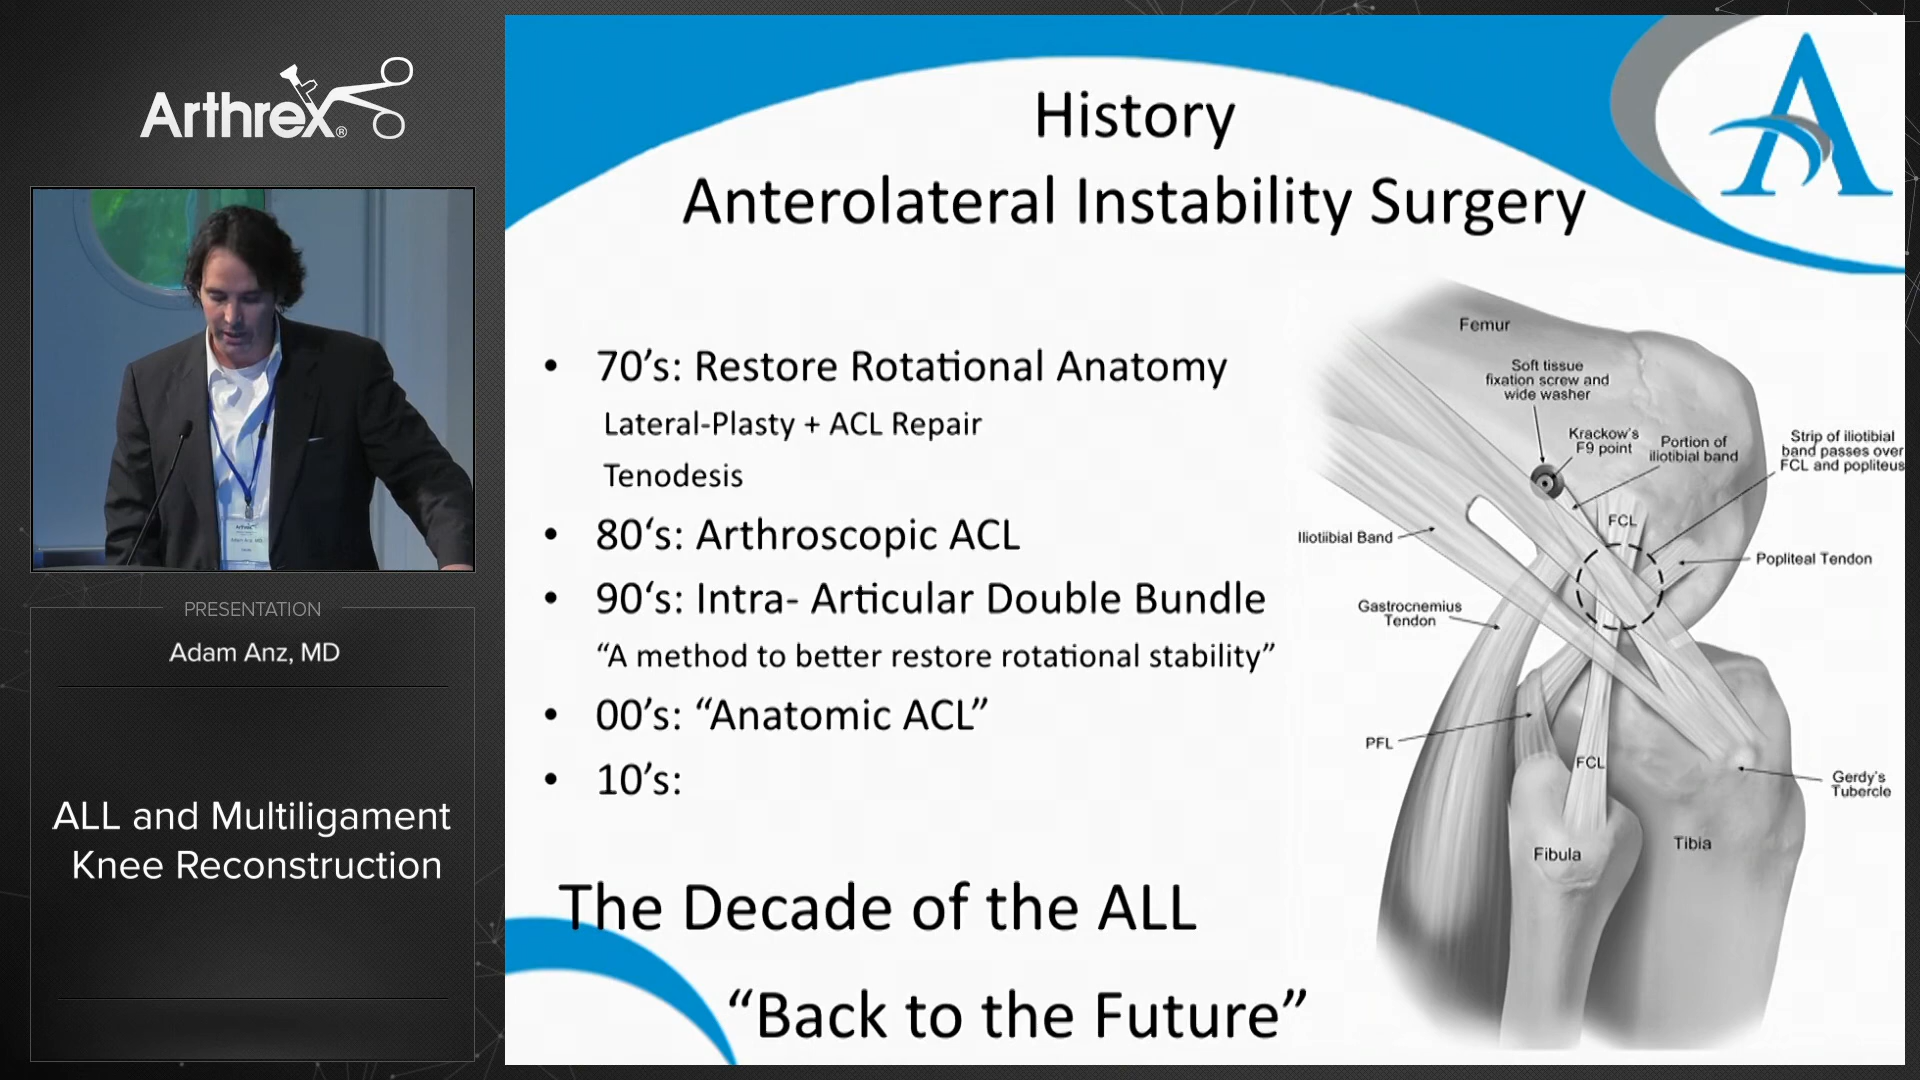 Arthrex®
PRESENTATION
Adam Anz, MD
ALL and Multiligament
Knee Reconstruction
History
Anterolateral Instability Surgery
• 70’s: Restore Rotational Anatomy
Lateral-Plasty + ACL Repair
Tenodesis
• 80‘s: Arthroscopic ACL
• 90‘s: Intra- Articular Double Bundle
“A method to better restore rotational stability”
• 00’s: “Anatomic ACL”
• 10’s:
The Decade of the ALL
“Back to the Future”
Femur
Soft tissue
fixation screw and
wide washer
Krackow's
F9 point
Portion of
iliotibial band
Strip of iliotibial
band passes over
FCL and popliteus
FCL
Iliotiibial Band
Popliteal Tendon
Gastrocnemius
Tendon
PFL
FCL
Gerdy's
Tubercle
Fibula
Tibia